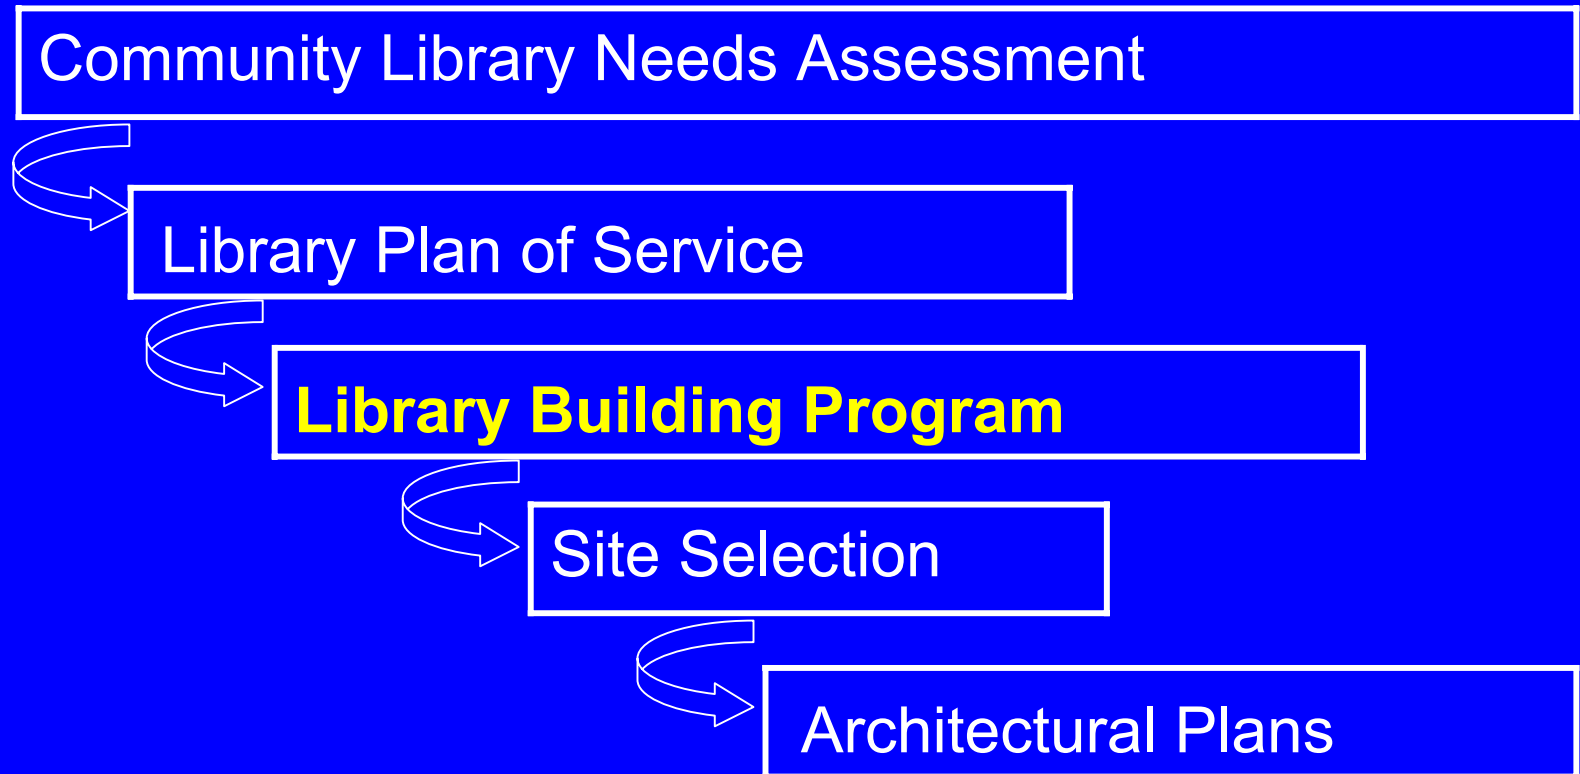 Community Library Needs Assessment
Library Plan of Service
Library Building Program
Site Selection
Architectural Plans